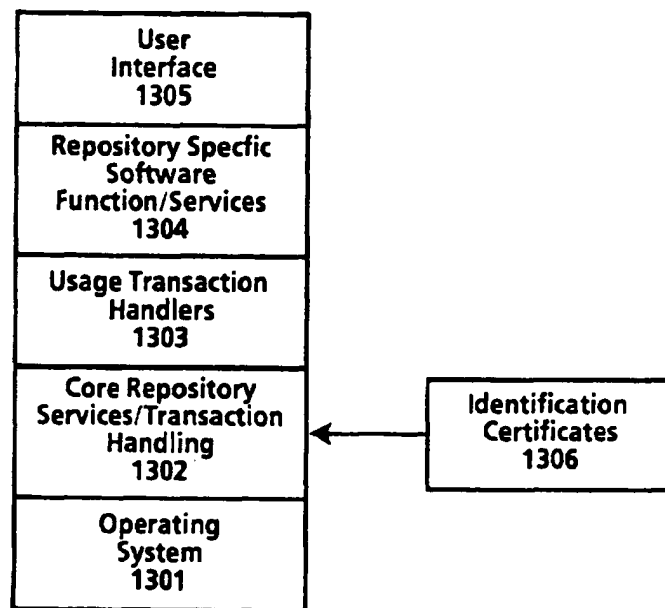 User
Interface
1305
Repository Specfic
Software
Function/Services
1304
Usage Transaction
Handlers
1303
Core Repository
Services/Transaction
Handling
1302
Identification
Certificates
1306
Operating
System
1301